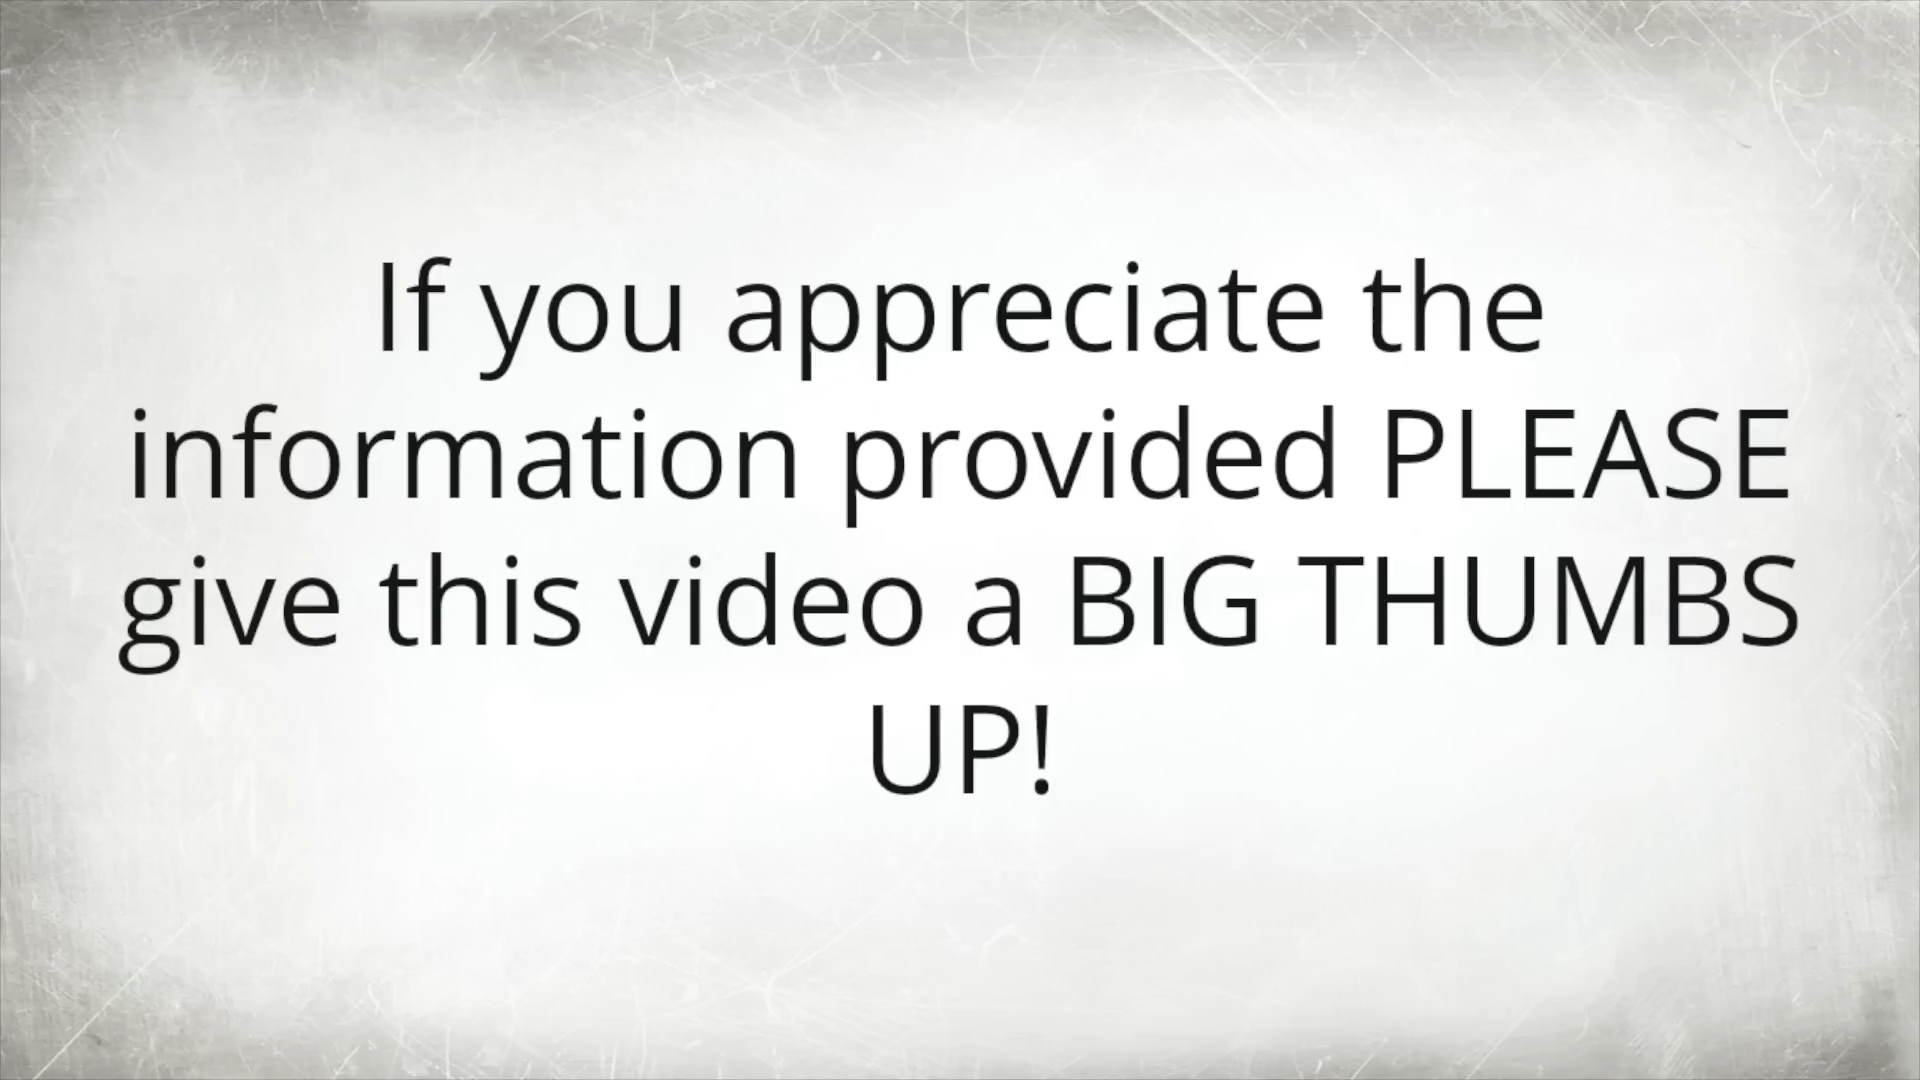 If you appreciate the
information provided PLEASE
give this video a BIG THUMBS
UP!